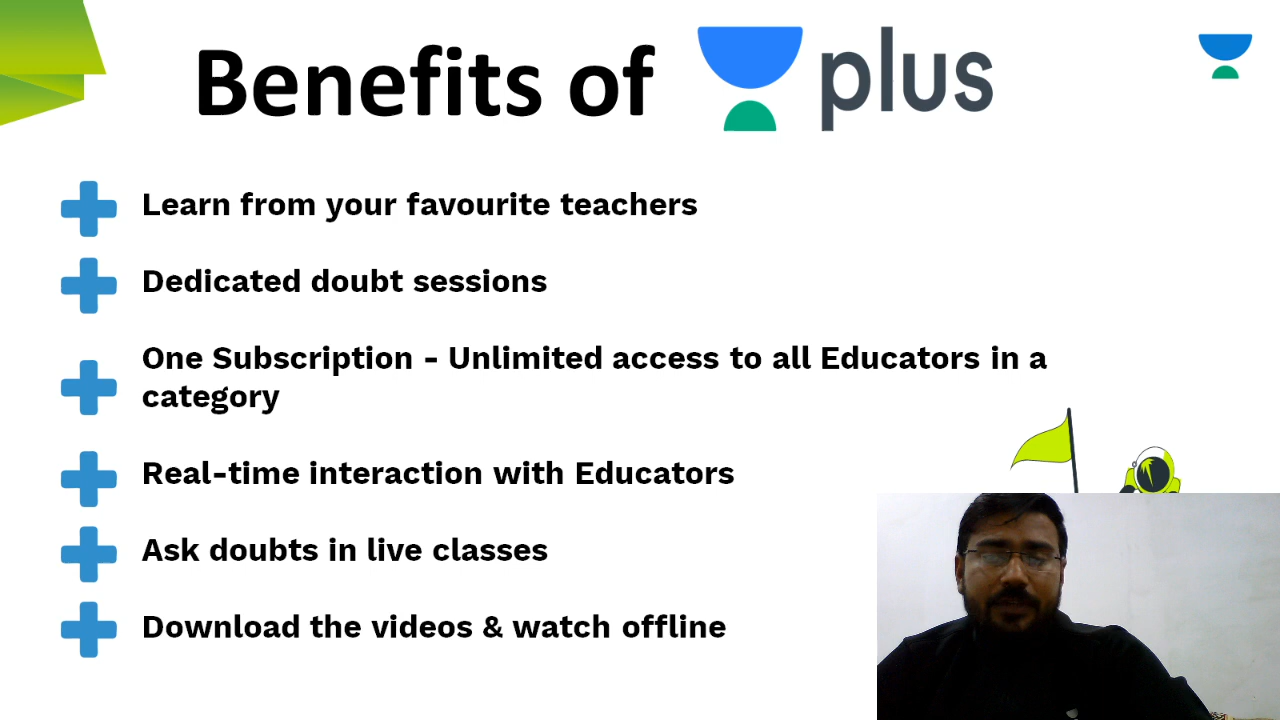 Benefits of plus
Learn from your favourite teachers
Dedicated doubt sessions
One Subscription - Unlimited access to all Educators in a
category
Real-time interaction with Educators
Ask doubts in live classes
Download the videos & watch offline